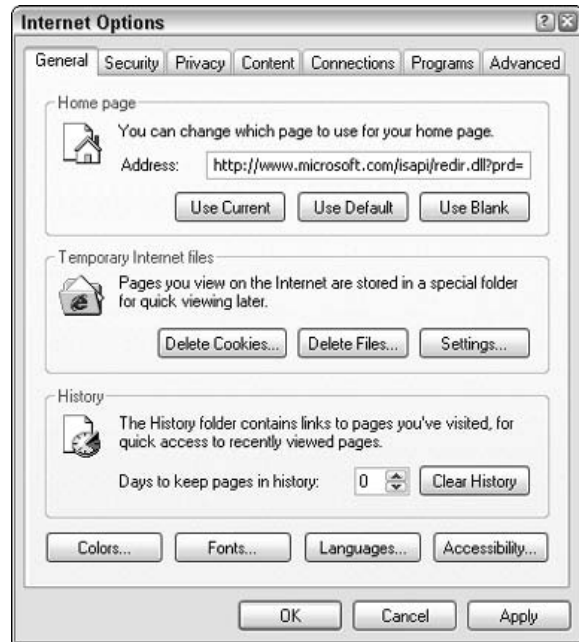 Internet Options
General Security Privacy Content Connections Programs Advanced
Home page
You can change which page to use for your home page.
Address: http://www.microsoft.com/isapi/redir.dll?prd=
Use Current Use Default Use Blank
Temporary Internet files
Pages you view on the Internet are stored in a special folder
for quick viewing later.
Delete Cookies... Delete Files... Settings...
History
The History folder contains links to pages you've visited, for
quick access to recently viewed pages.
Days to keep pages in history: 0 Clear History
Colors... Fonts... Languages... Accessibility...
OK Cancel Apply